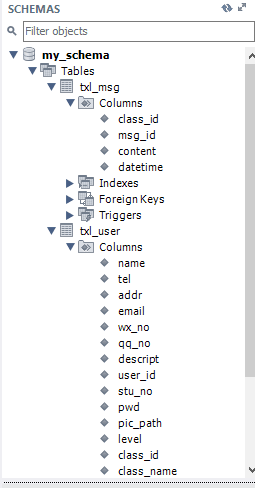 SCHEMAS
Filter objects
my_schema
Tables
txl_msg
Columns
class_id
msg_id
content
datetime
Indexes
Foreign Keys
Triggers
txl_user
Columns
name
tel
addr
email
wx_no
qq_no
descript
user_id
stu_no
pwd
pic_path
level
class_id
class_name